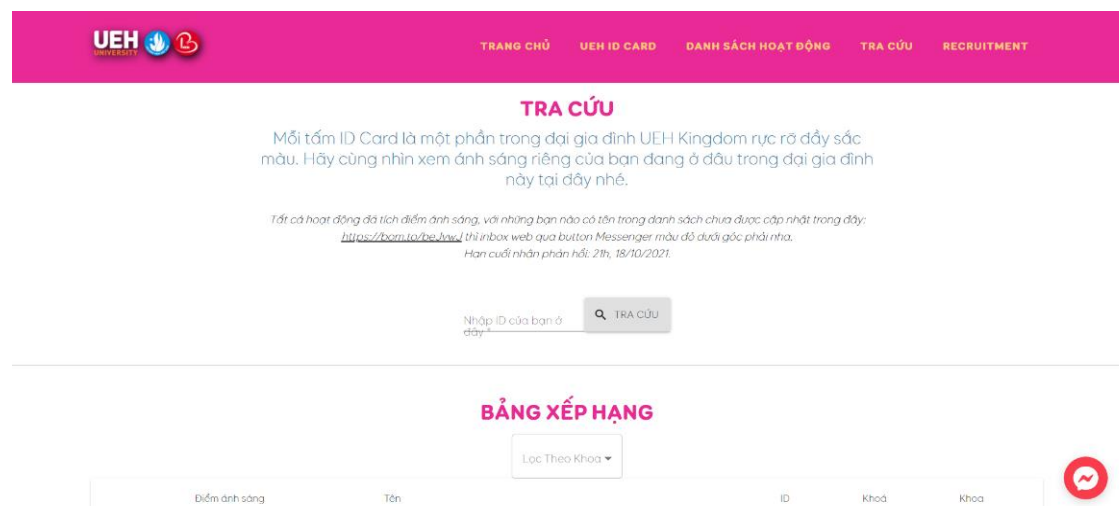 UEH
UNIVERSITY
TRANG CHỦ UEH ID CARD DANH SÁCH HOẠT ĐỘNG TRA CỨU RECRUITMENT
TRA CỨU
Mỗi tấm ID Card là một phần trong đại gia đình UEH Kingdom rực rỡ đầy sắc
màu. Hãy cùng nhìn xem ánh sáng riêng của bạn đang ở đâu trong đại gia đình
này tại đây nhé.
Tất cả hoạt động đã tích điểm ánh sáng, với những bạn nào có tên trong danh sách chưa được cập nhật trong đây:
https://bom.to/beJvwJ thì inbox web qua button Messenger màu đỏ dưới góc phải nha.
Hạn cuối nhận phản hồi: 21h, 18/10/2021.
Nhập ID của bạn ở
đây *
TRA CỨU
BẢNG XẾP HẠNG
Lọc Theo Khoa
Điểm ánh sáng Tên ID Khoá Khoa